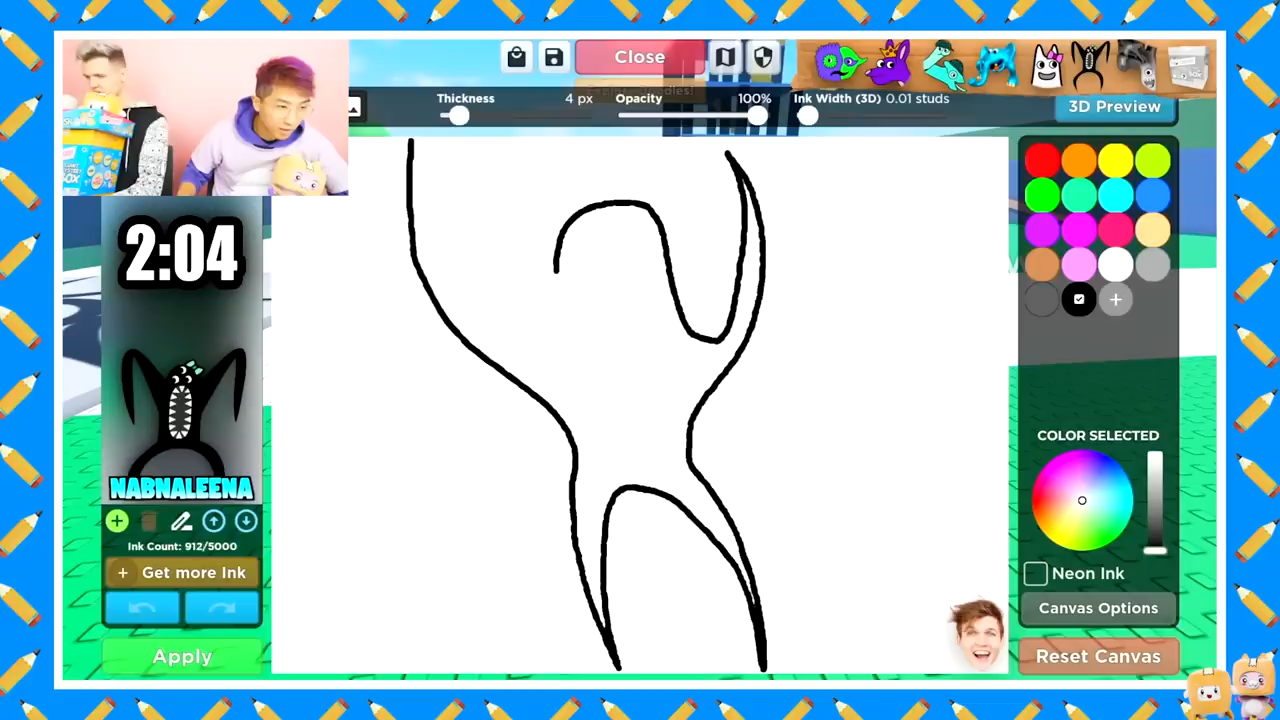 Close
Thickness 4 px Opacity 100% Ink Width (3D) 0.01 studs
3D Preview
2:04
NABNALEENA
Ink Count: 912/5000
+ Get more Ink
Apply
COLOR SELECTED
Neon Ink
Canvas Options
Reset Canvas